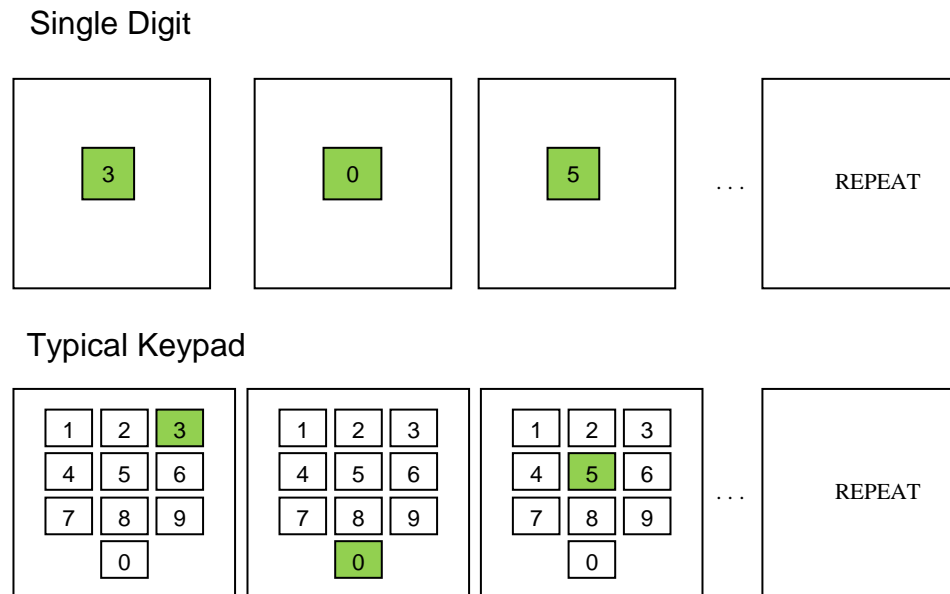 Single Digit
3 0 5 . . . REPEAT
Typical Keypad
1 2 3 1 2 3 1 2 3
4 5 6 4 5 6 4 5 6
. . . REPEAT
7 8 9 7 8 9 7 8 9
0 0 0